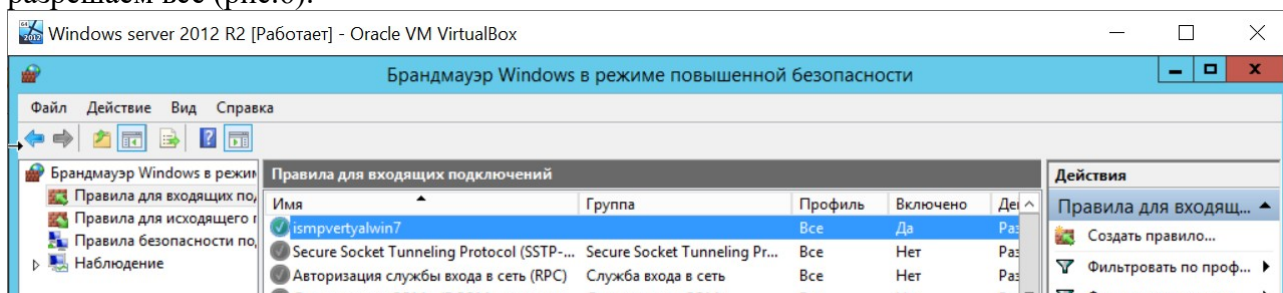 разрешаем все (рис.6).
Windows server 2012 R2 [Работает] - Oracle VM VirtualBox
Брандмауэр Windows в режиме повышенной безопасности
Файл Действие Вид Справка
Брандмауэр Windows в режим
Правила для входящих по
Правила для исходящего
Правила безопасности по
Наблюдение
Правила для входящих подключений
Имя Группа Профиль Включено Де
ismpvertyalwin7 Все Да Раз
Secure Socket Tunneling Protocol (SSTP-... Secure Socket Tunneling Pr... Все Нет Раз
Авторизация службы входа в сеть (RPC) Служба входа в сеть Все Нет Раз
Действия
Правила для входящ...
Создать правило...
Фильтровать по проф...